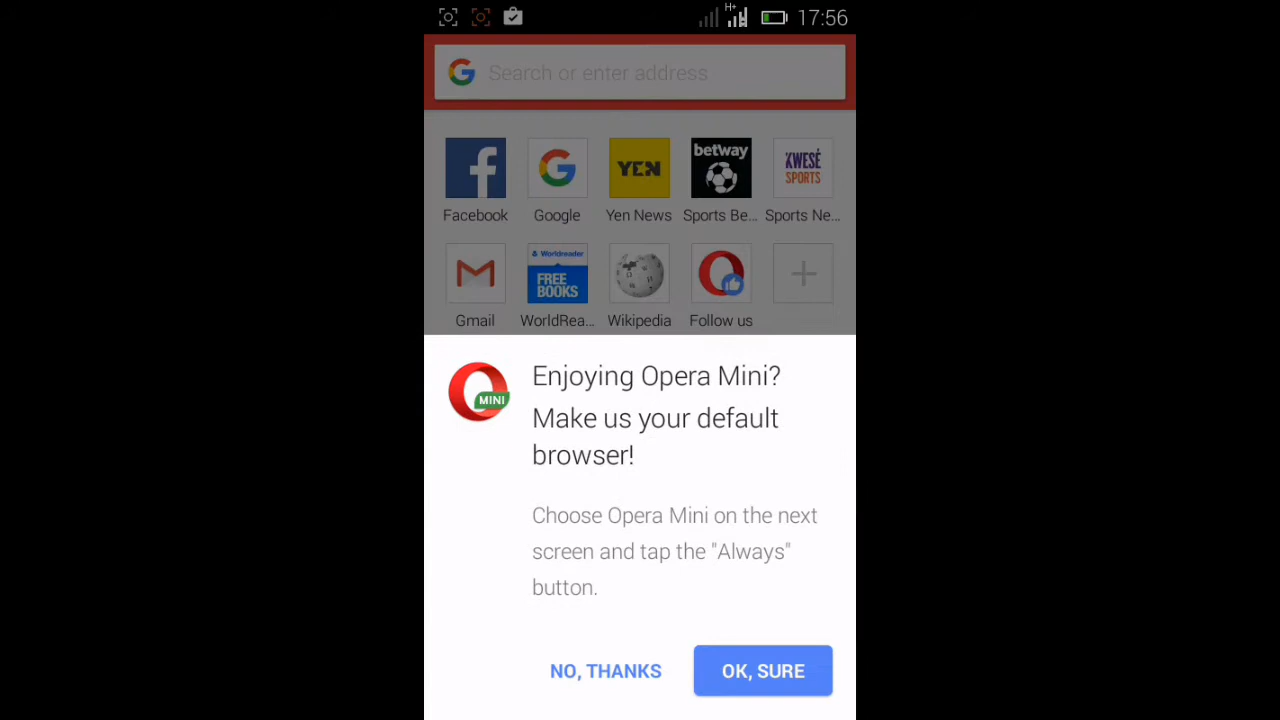 H+
17:56
Search or enter address
betway
KWESÉ
YEN
SPORTS
Facebook
Google
Yen News
Sports Be...
Sports Ne...
Worldreader
FREE
BOOKS
Gmail
WorldRea...
Wikipedia
Follow us
Enjoying Opera Mini?
MINI
Make us your default
browser!
Choose Opera Mini on the next
screen and tap the "Always"
button.
NO, THANKS
OK, SURE